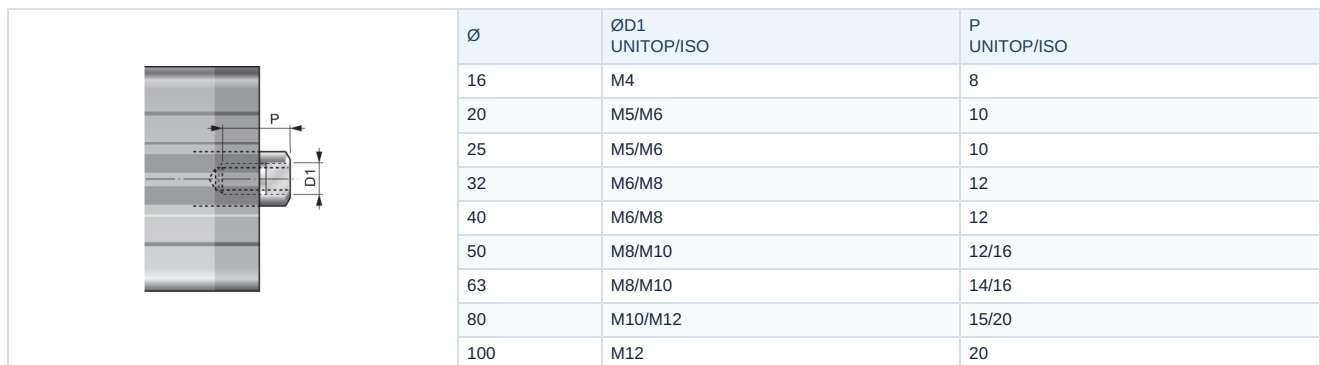 P
D1
Ø ØD1 P
UNITOP/ISO UNITOP/ISO
16 M4 8
20 M5/M6 10
25 M5/M6 10
32 M6/M8 12
40 M6/M8 12
50 M8/M10 12/16
63 M8/M10 14/16
80 M10/M12 15/20
100 M12 20